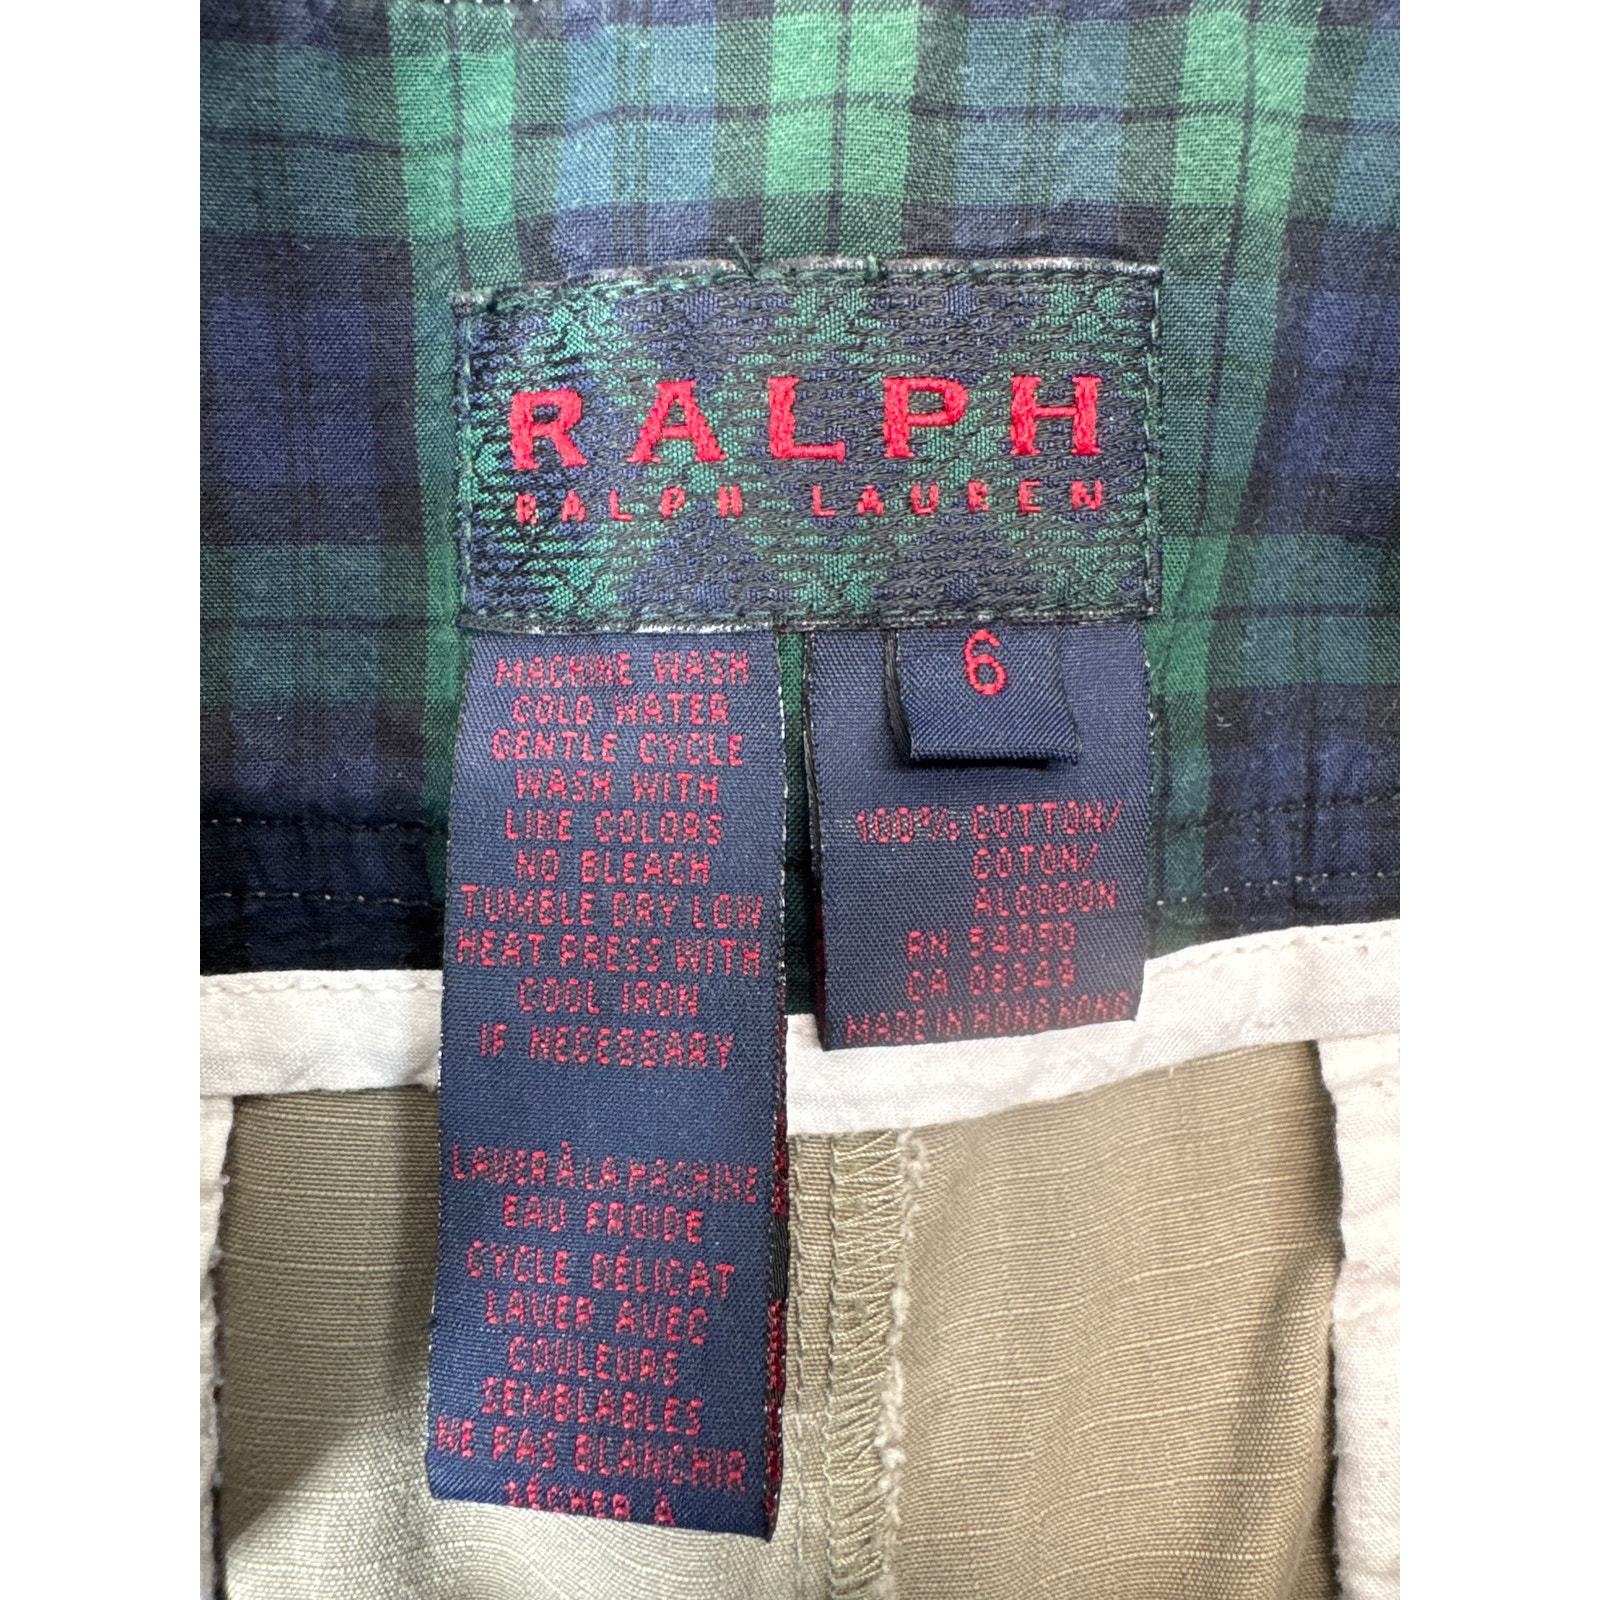 RALPH
RALPH LAUREN
6
MACHINE WASH
COLD WATER
GENTLE CYCLE
WASH WITH
LIKE COLORS
NO BLEACH
TUMBLE DRY LOW
HEAT PRESS WITH
COOL IRON
IF NECESSARY
LAVER À LA MACHINE
EAU FROIDE
CYCLE DÉLICAT
LAVER AVEC
COULEURS
SEMBLABLES
NE PAS BLANCHIR
SÉCHER À
100% COTTON/
COTON/
ALGODON
RN 54050
CA 08349
MADE IN HONG KONG